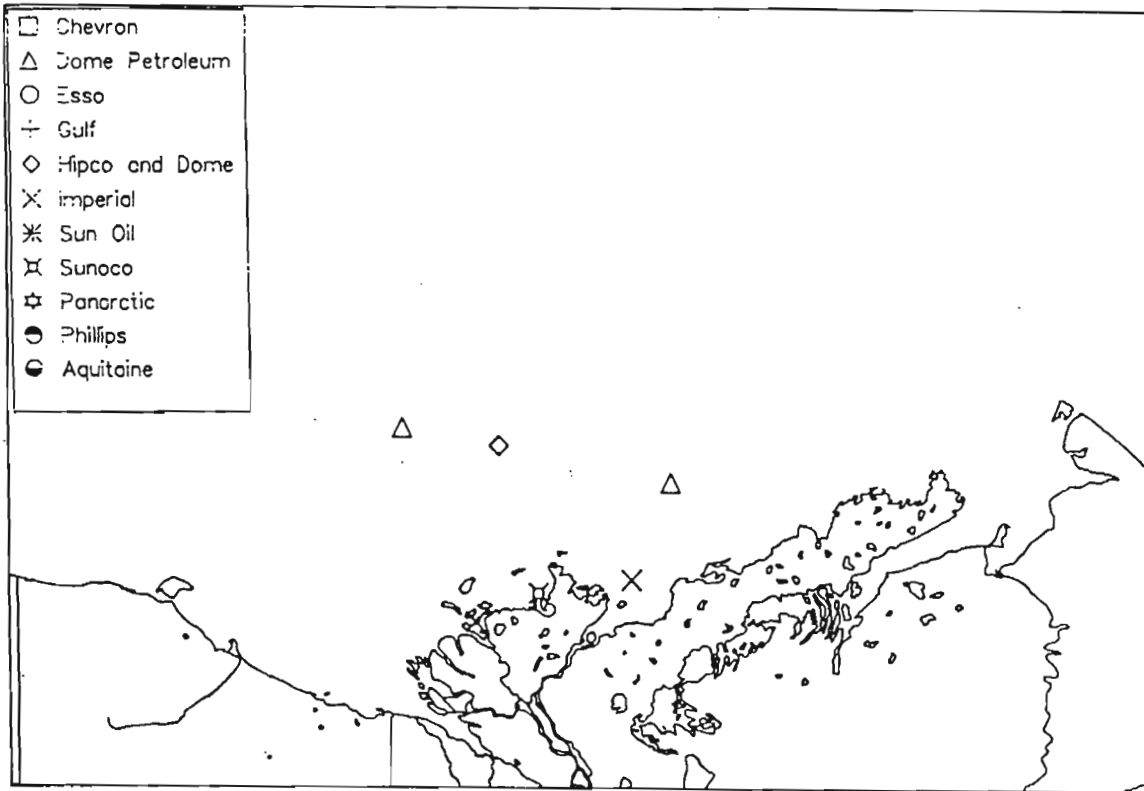 Chevron
Dome Petroleum
Esso
Gulf
Hipco and Dome
imperial
Sun Oil
Sunoco
Panarctic
Phillips
Aquitaine